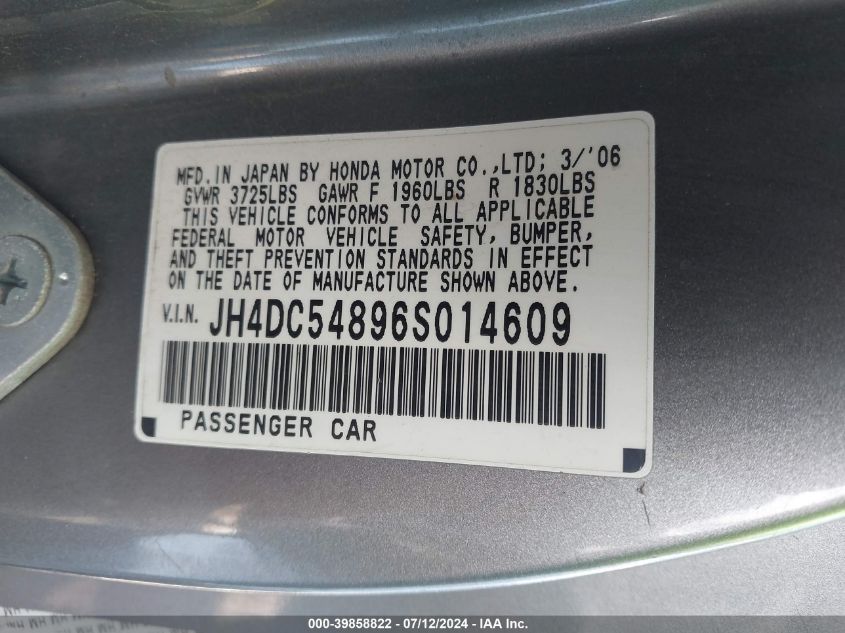 MFD. IN JAPAN BY HONDA MOTOR CO.,LTD; 3/'06
GVWR 3725LBS GAWR F 1960LBS R 1830LBS
THIS VEHICLE CONFORMS TO ALL APPLICABLE
FEDERAL MOTOR VEHICLE SAFETY, BUMPER,
AND THEFT PREVENTION STANDARDS IN EFFECT
ON THE DATE OF MANUFACTURE SHOWN ABOVE.
V.I.N. JH4DC54896S014609
PASSENGER CAR
000-39858822 - 07/12/2024 - IAA Inc.